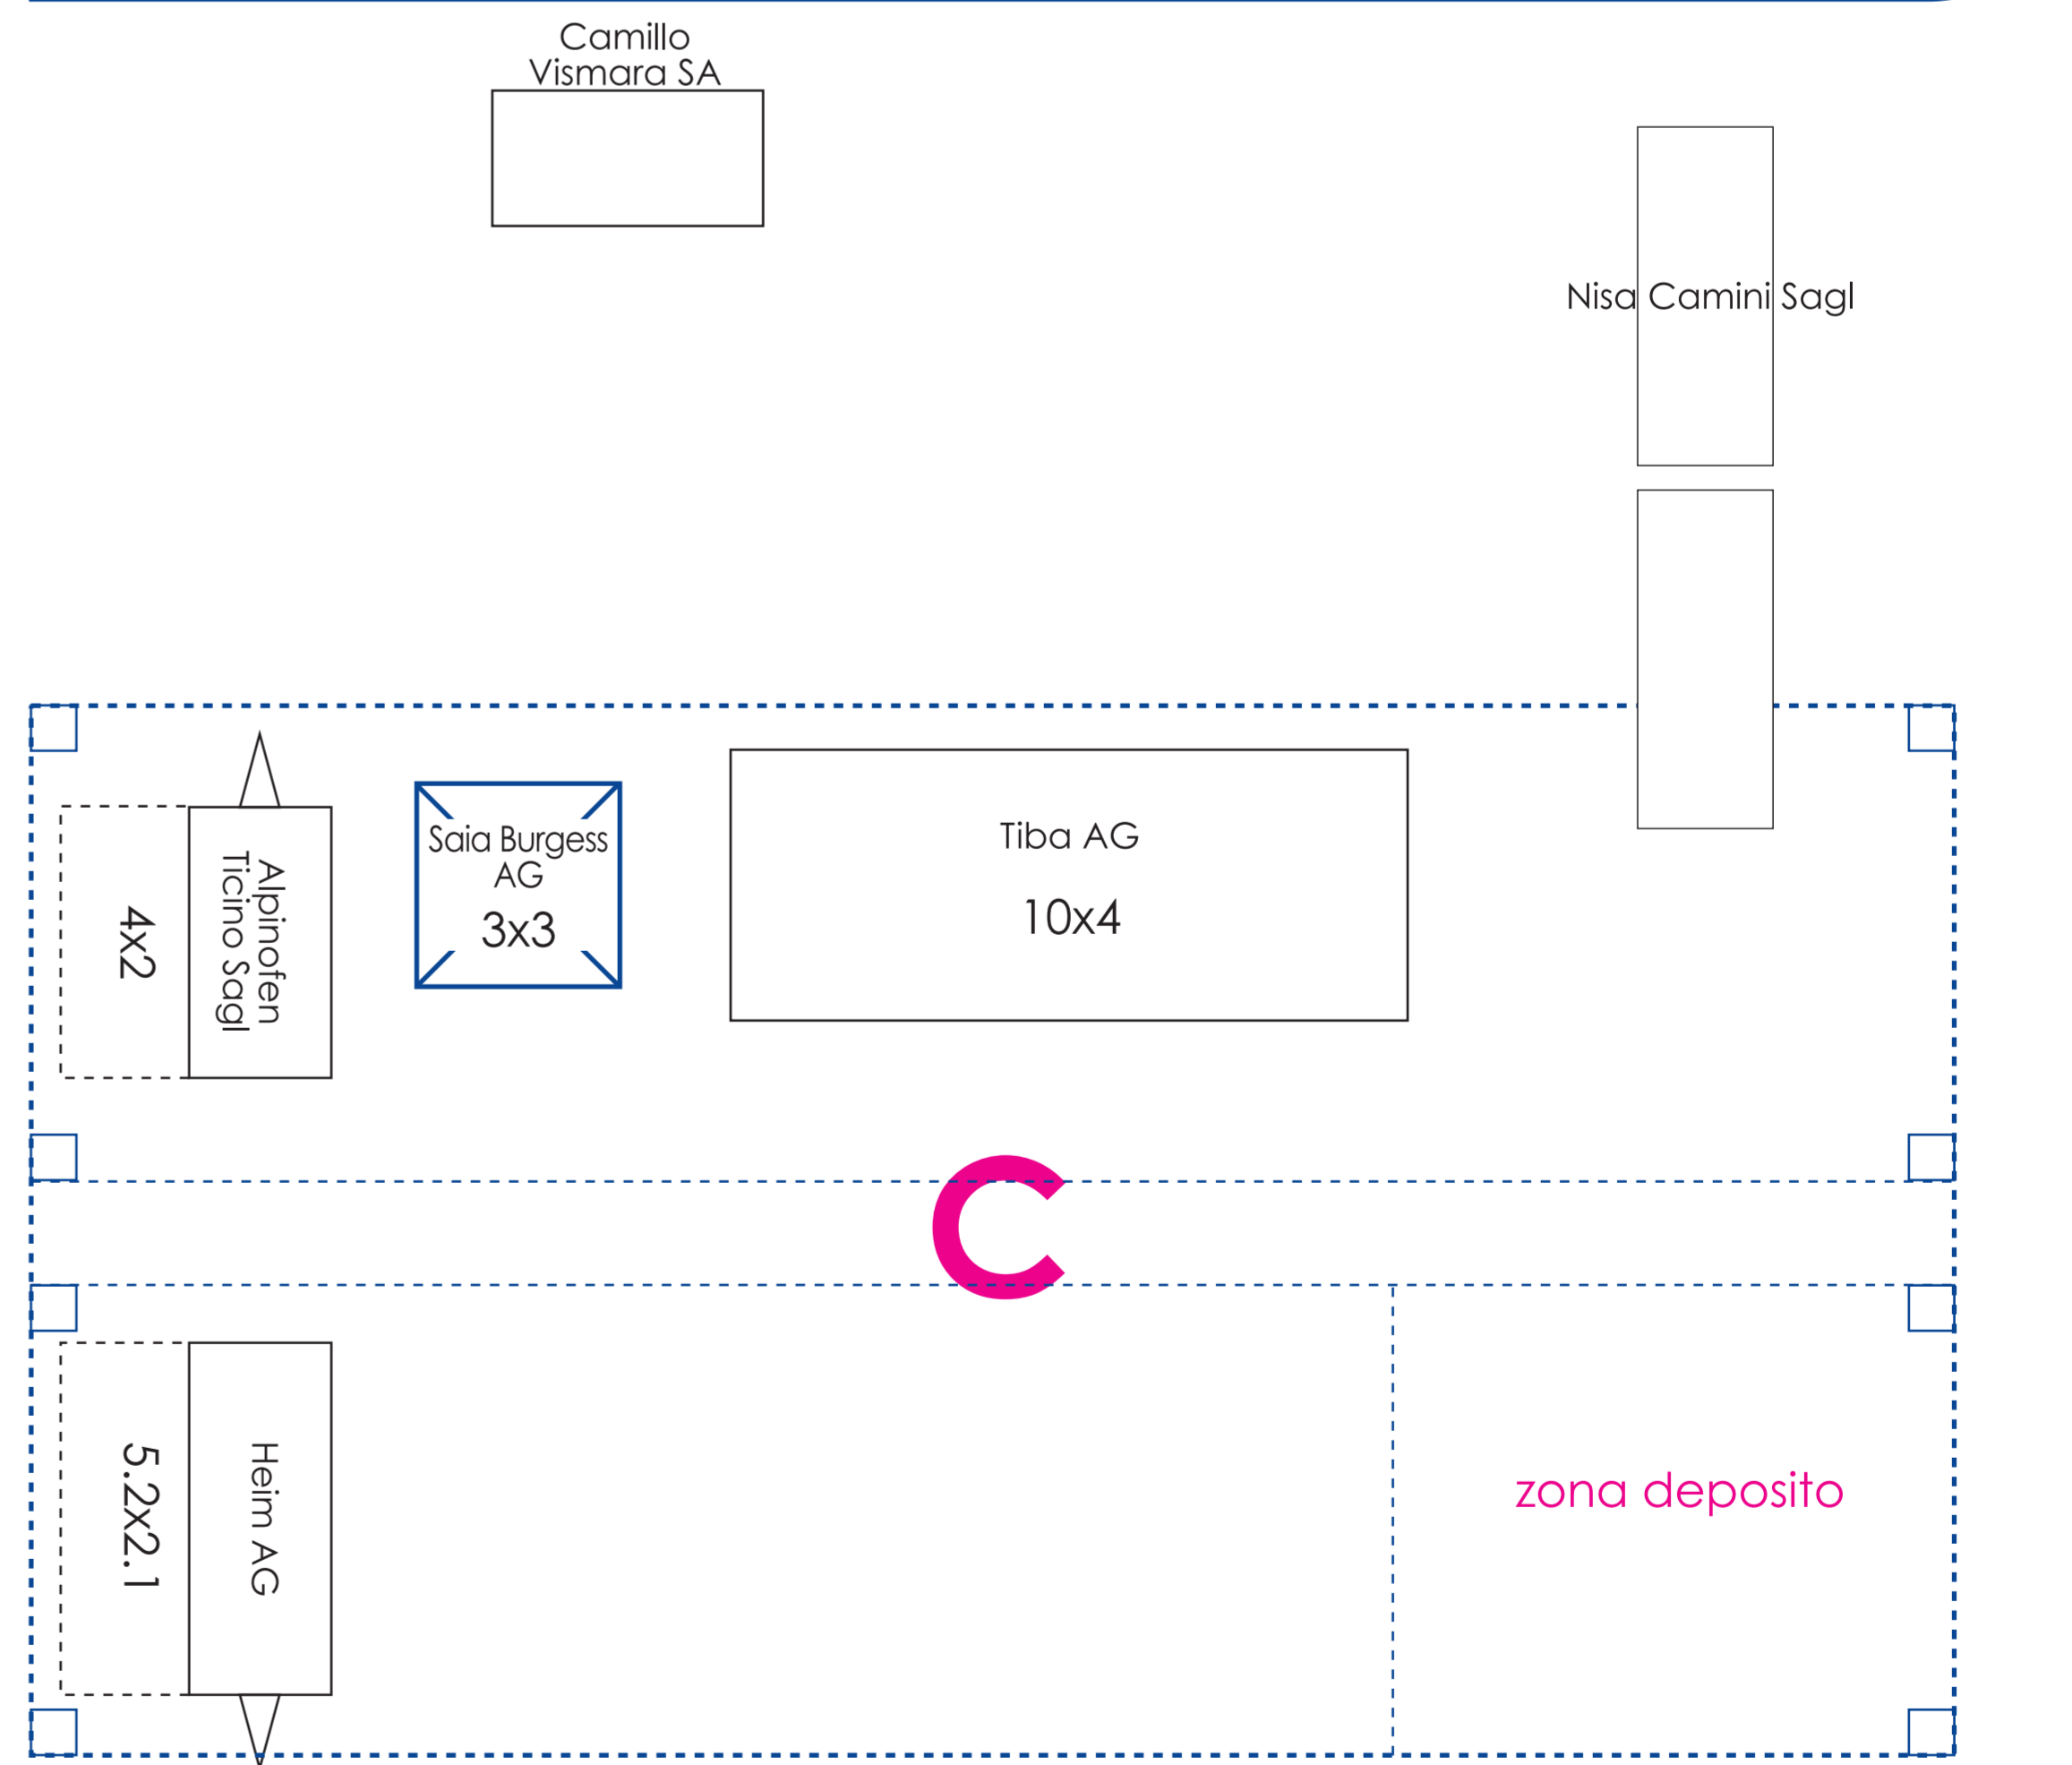 Camillo
Vismara SA
Nisa Camini Sagl
Alpinofen
Ticino Sagl
4x2
Saia Burgess
AG
3x3
Tiba AG
10x4
C
Heim AG
5.2x2.1
zona deposito